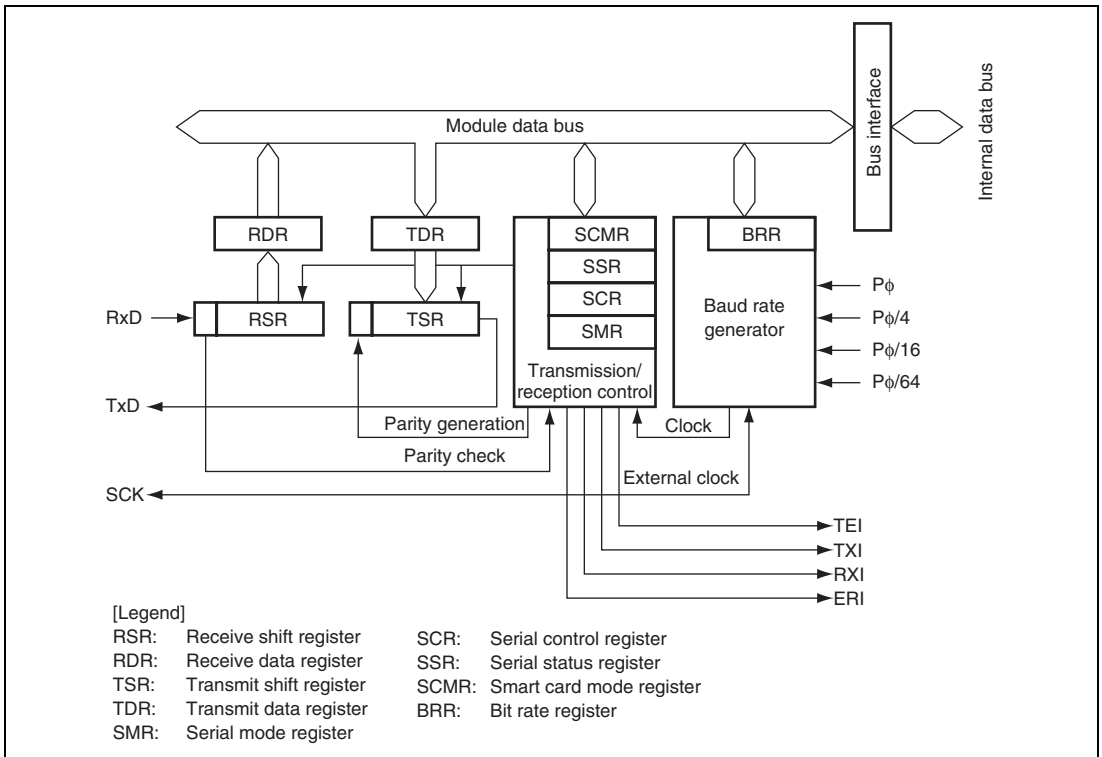 Module data bus
Bus interface
Internal data bus
RDR
TDR
SCMR
BRR
SSR
SCR
SMR
RxD
RSR
TSR
Baud rate
generator
Pϕ
Pϕ/4
Pϕ/16
Pϕ/64
Transmission/
reception control
TxD
Parity generation
Clock
Parity check
External clock
SCK
TEI
TXI
RXI
ERI
[Legend]
RSR: Receive shift register
RDR: Receive data register
TSR: Transmit shift register
TDR: Transmit data register
SMR: Serial mode register
SCR: Serial control register
SSR: Serial status register
SCMR: Smart card mode register
BRR: Bit rate register